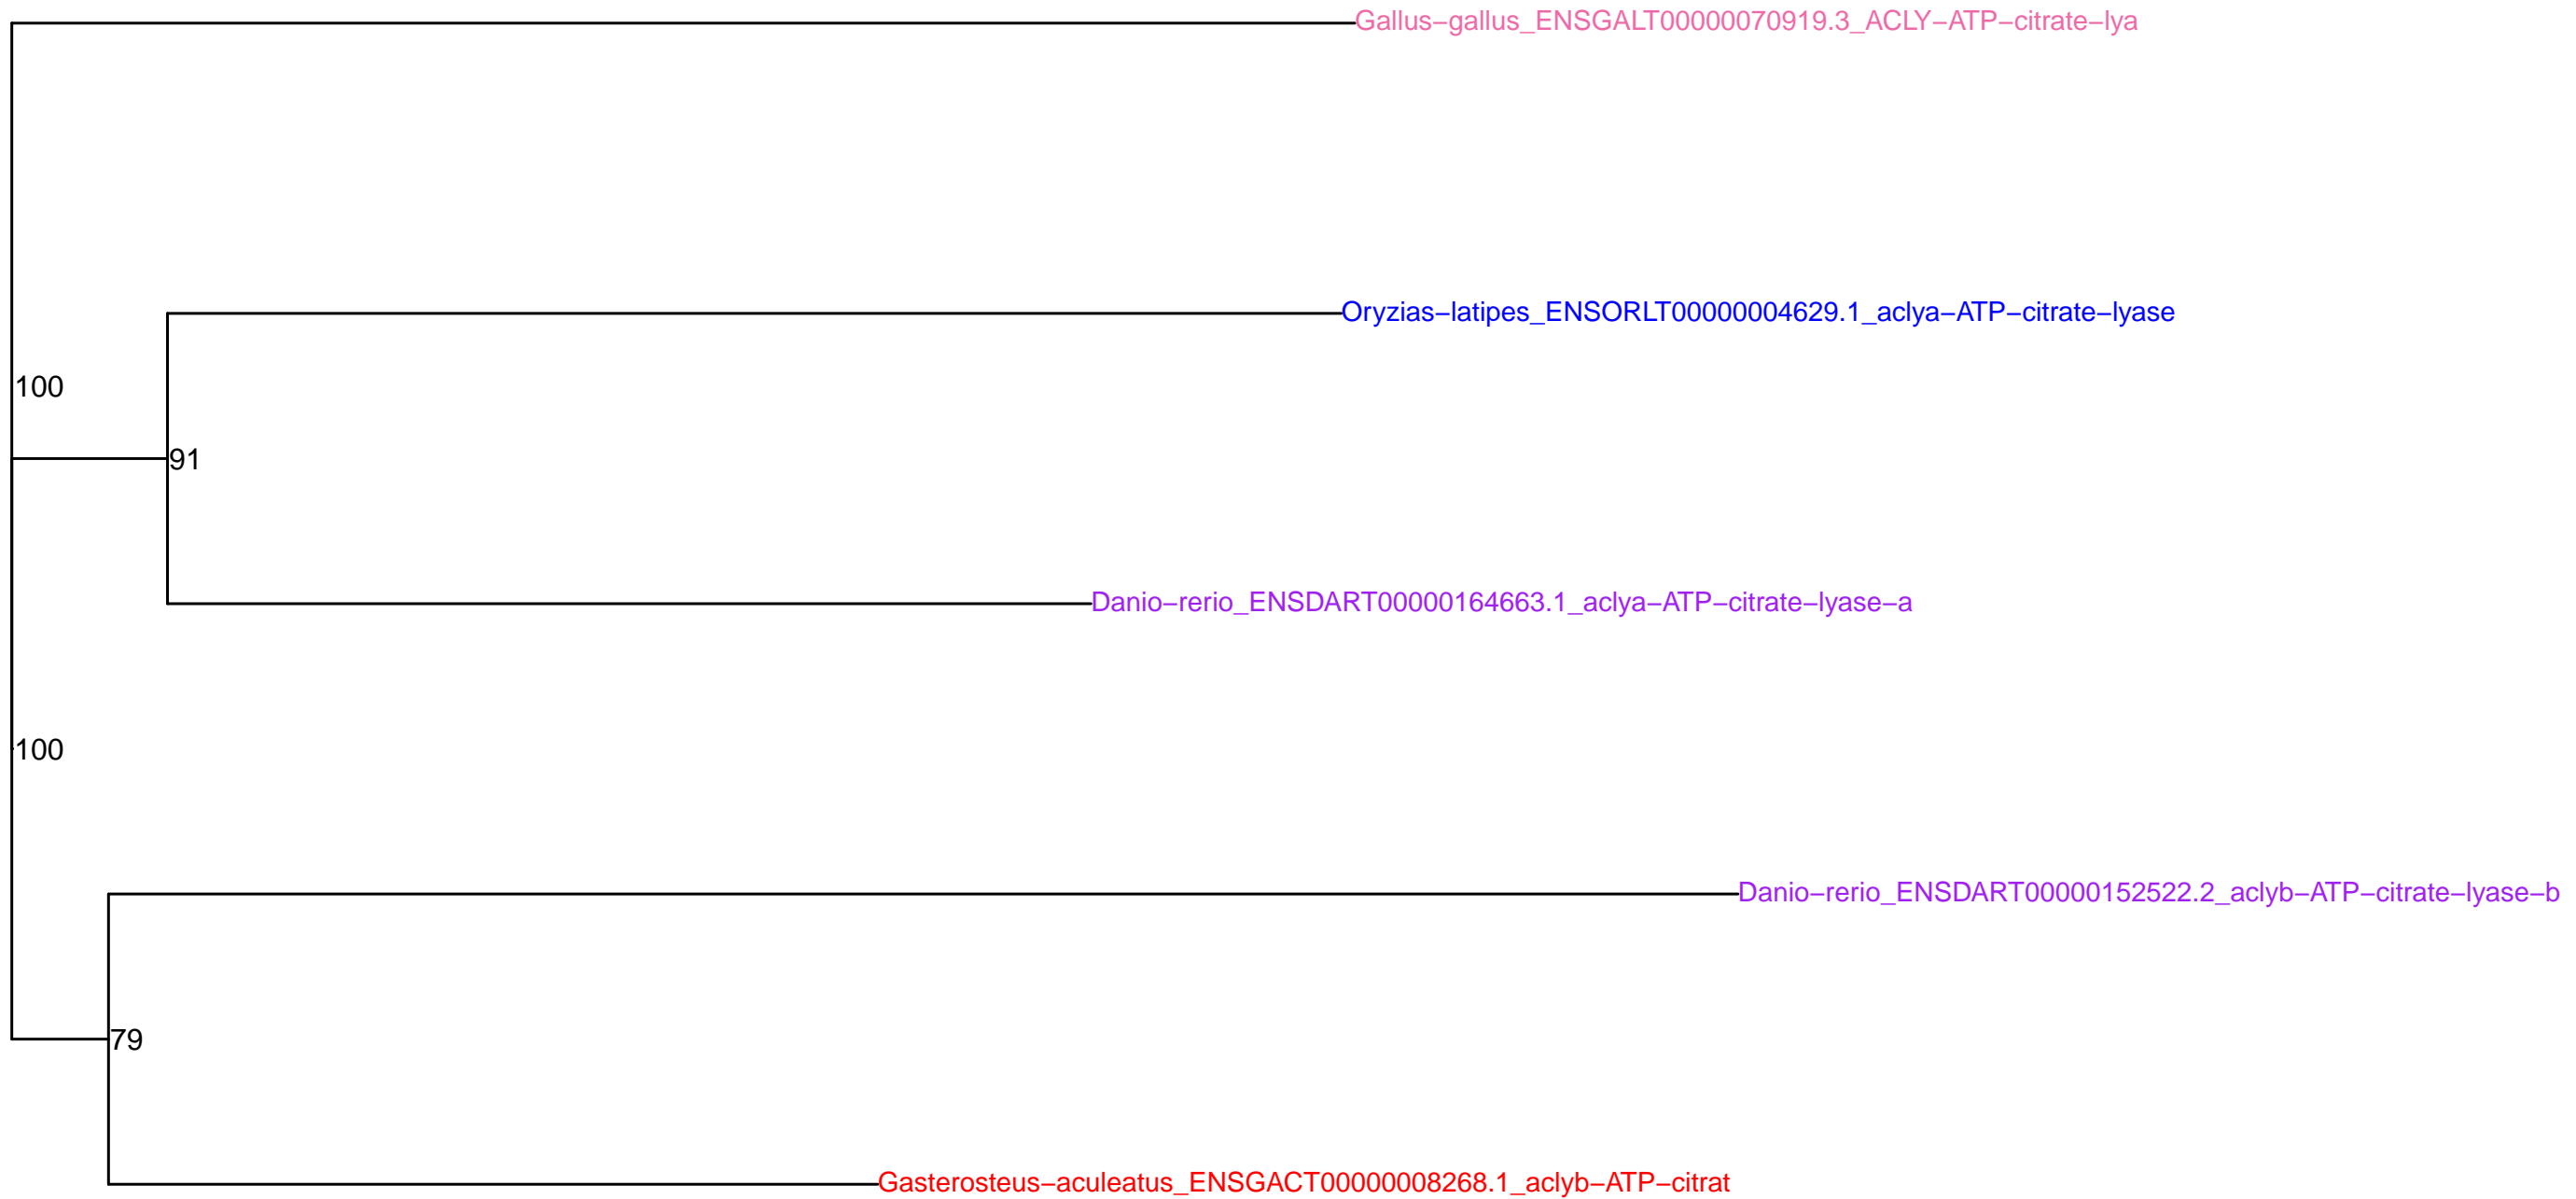 Gallus−gallus_ENSGALT00000070919.3_ACLY−ATP−citrate−lya
Oryzias−latipes_ENSORLT00000004629.1_aclya−ATP−citrate−lyase
100
91
Danio−rerio_ENSDART00000164663.1_aclya−ATP−citrate−lyase−a
100
Danio−rerio_ENSDART00000152522.2_aclyb−ATP−citrate−lyase−b
79
Gasterosteus−aculeatus_ENSGACT00000008268.1_aclyb−ATP−citrat